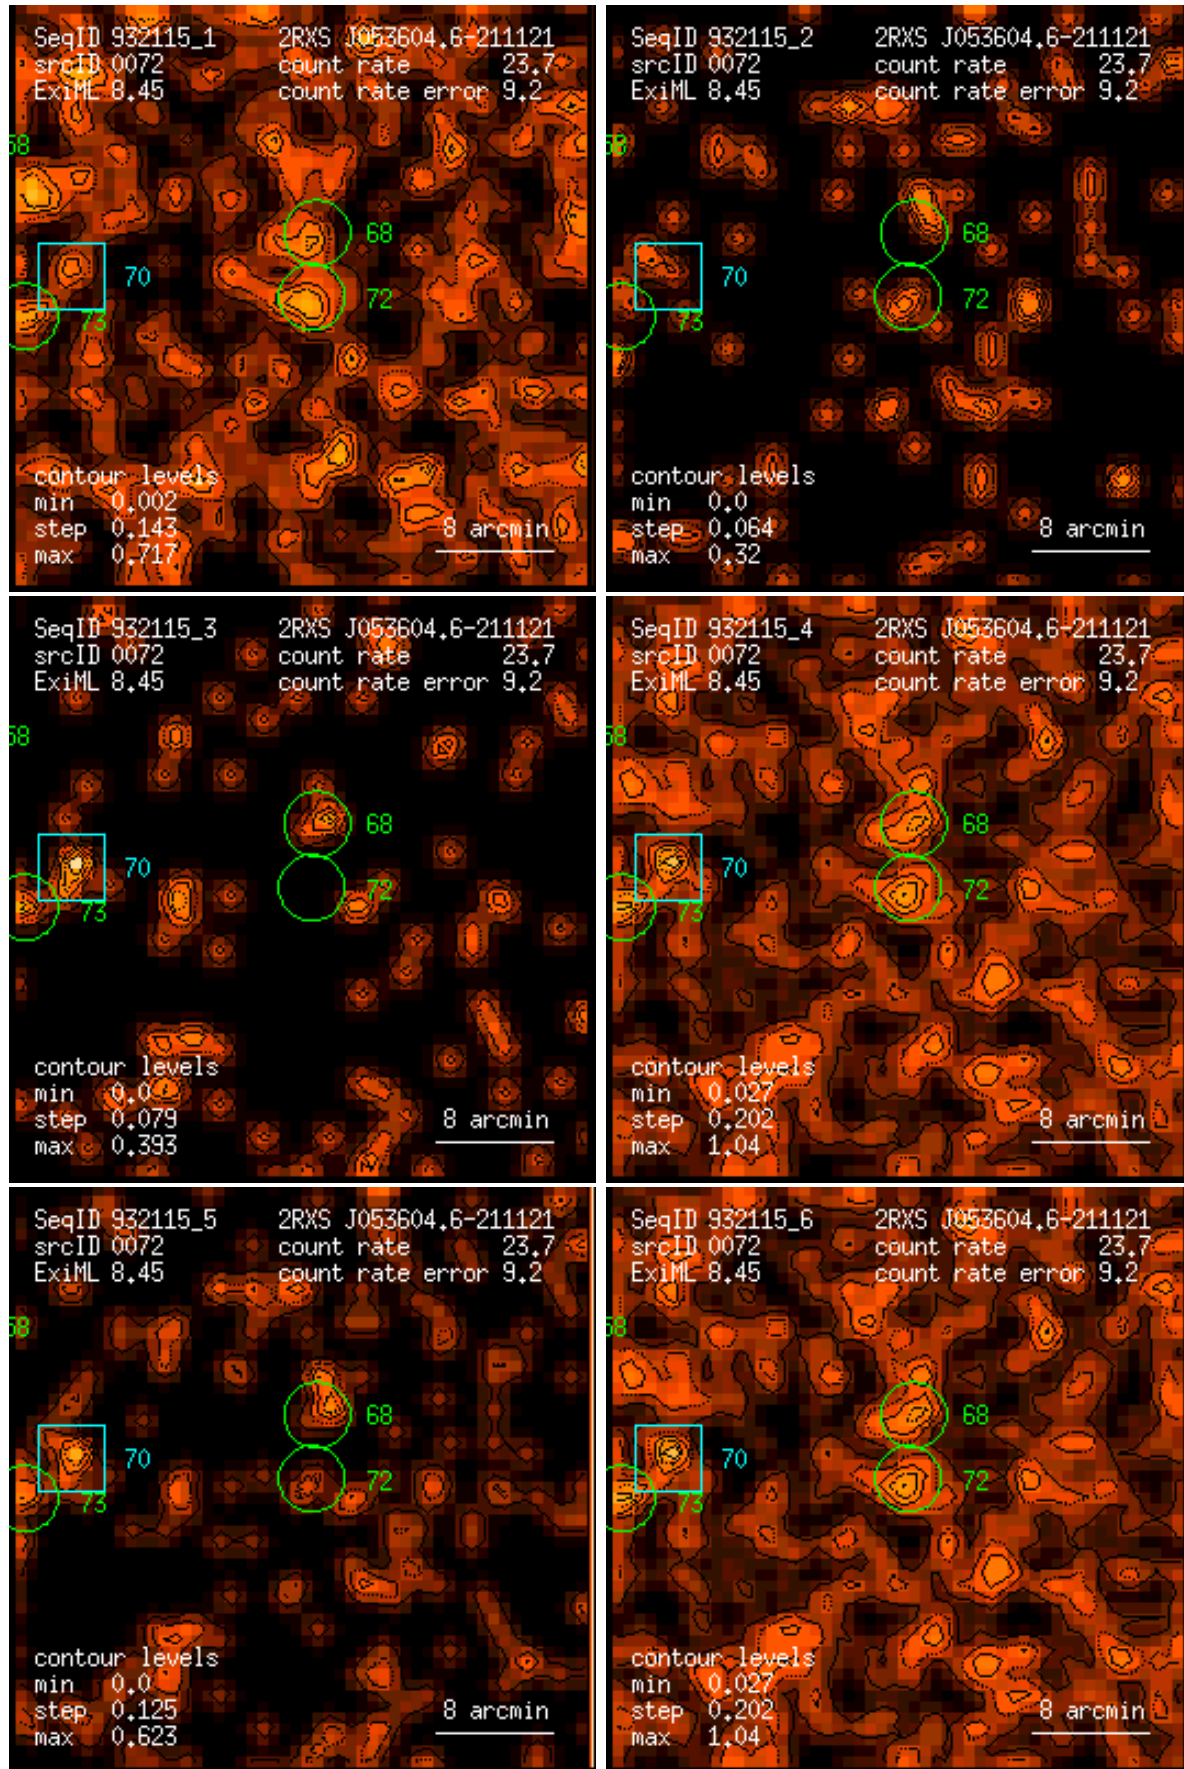 SeqID 932115_1 2RXS J053604.6-211121
srcID 0072 count rate 23.7
ExiML 8.45 count rate error 9.2
58
68
70
72
73
contour levels
min 0.002
step 0.143 8 arcmin
max 0.717
SeqID 932115_2 2RXS J053604.6-211121
srcID 0072 count rate 23.7
ExiML 8.45 count rate error 9.2
58
68
70
72
73
contour levels
min 0.0
step 0.064 8 arcmin
max 0.32
SeqID 932115_3 2RXS J053604.6-211121
srcID 0072 count rate 23.7
ExiML 8.45 count rate error 9.2
58
68
70
72
73
contour levels
min 0.0
step 0.079 8 arcmin
max 0.393
SeqID 932115_4 2RXS J053604.6-211121
srcID 0072 count rate 23.7
ExiML 8.45 count rate error 9.2
58
68
70
72
73
contour levels
min 0.027
step 0.202 8 arcmin
max 1.04
SeqID 932115_5 2RXS J053604.6-211121
srcID 0072 count rate 23.7
ExiML 8.45 count rate error 9.2
58
68
70
72
73
contour levels
min 0.0
step 0.125 8 arcmin
max 0.623
SeqID 932115_6 2RXS J053604.6-211121
srcID 0072 count rate 23.7
ExiML 8.45 count rate error 9.2
58
68
70
72
73
contour levels
min 0.027
step 0.202 8 arcmin
max 1.04